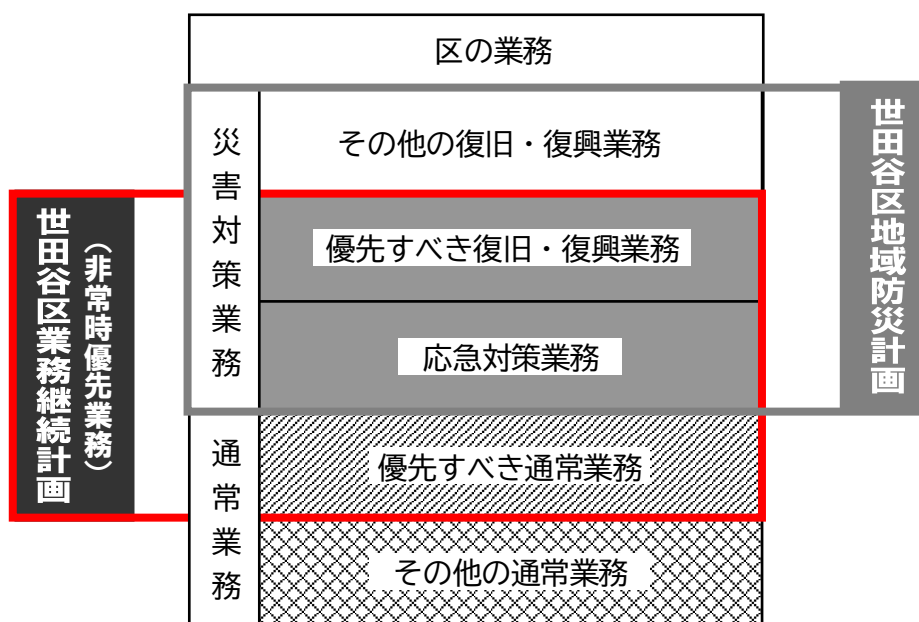 区の業務
災害対策業務
その他の復旧・復興業務
優先すべき復旧・復興業務
応急対策業務
通常業務
優先すべき通常業務
その他の通常業務
世田谷区地域防災計画
（非常時優先業務）
世田谷区業務継続計画